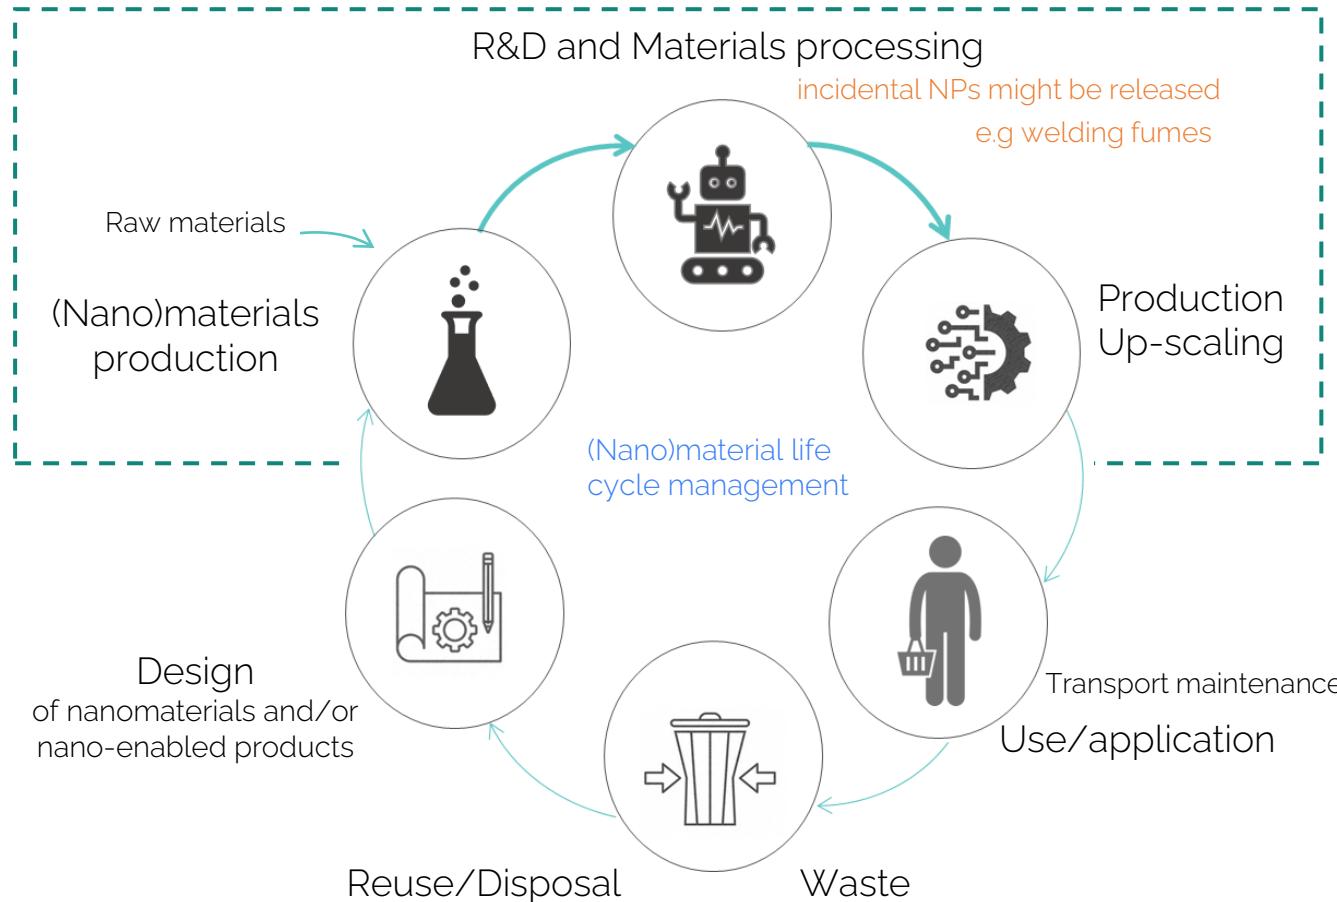 R&D and Materials processing
incidental NPs might be released
e.g welding fumes
Raw materials
(Nano)materials
production
Production
Up-scaling
(Nano)material life
cycle management
Design
of nanomaterials and/or
nano-enabled products
Transport maintenance
Use/application
Reuse/Disposal
Waste